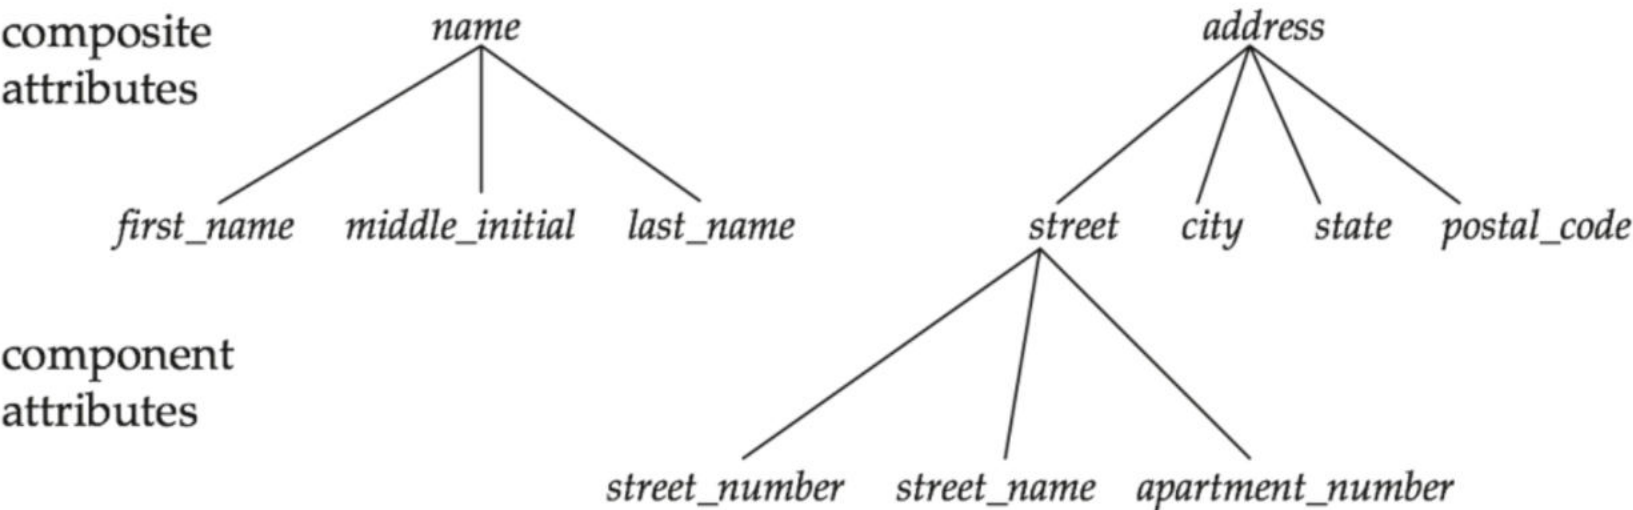 composite
attributes
name
address
first_name middle_initial last_name
street city state postal_code
component
attributes
street_number street_name apartment_number